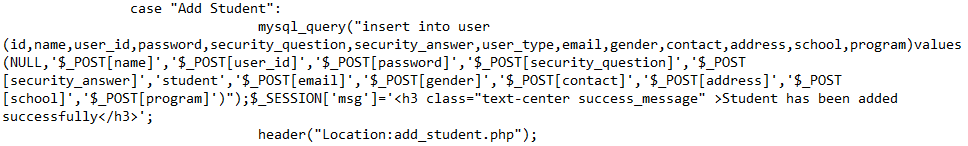 case "Add Student":
mysql_query("insert into user
(id,name,user_id,password,security_question,security_answer,user_type,email,gender,contact,address,school,program)values
(NULL,'$_POST[name]','$_POST[user_id]','$_POST[password]','$_POST[security_question]','$_POST
[security_answer]','student','$_POST[email]','$_POST[gender]','$_POST[contact]','$_POST[address]','$_POST
[school]','$_POST[program]')");$_SESSION['msg']='<h3 class="text-center success_message" >Student has been added
successfully</h3>';
header("Location:add_student.php");